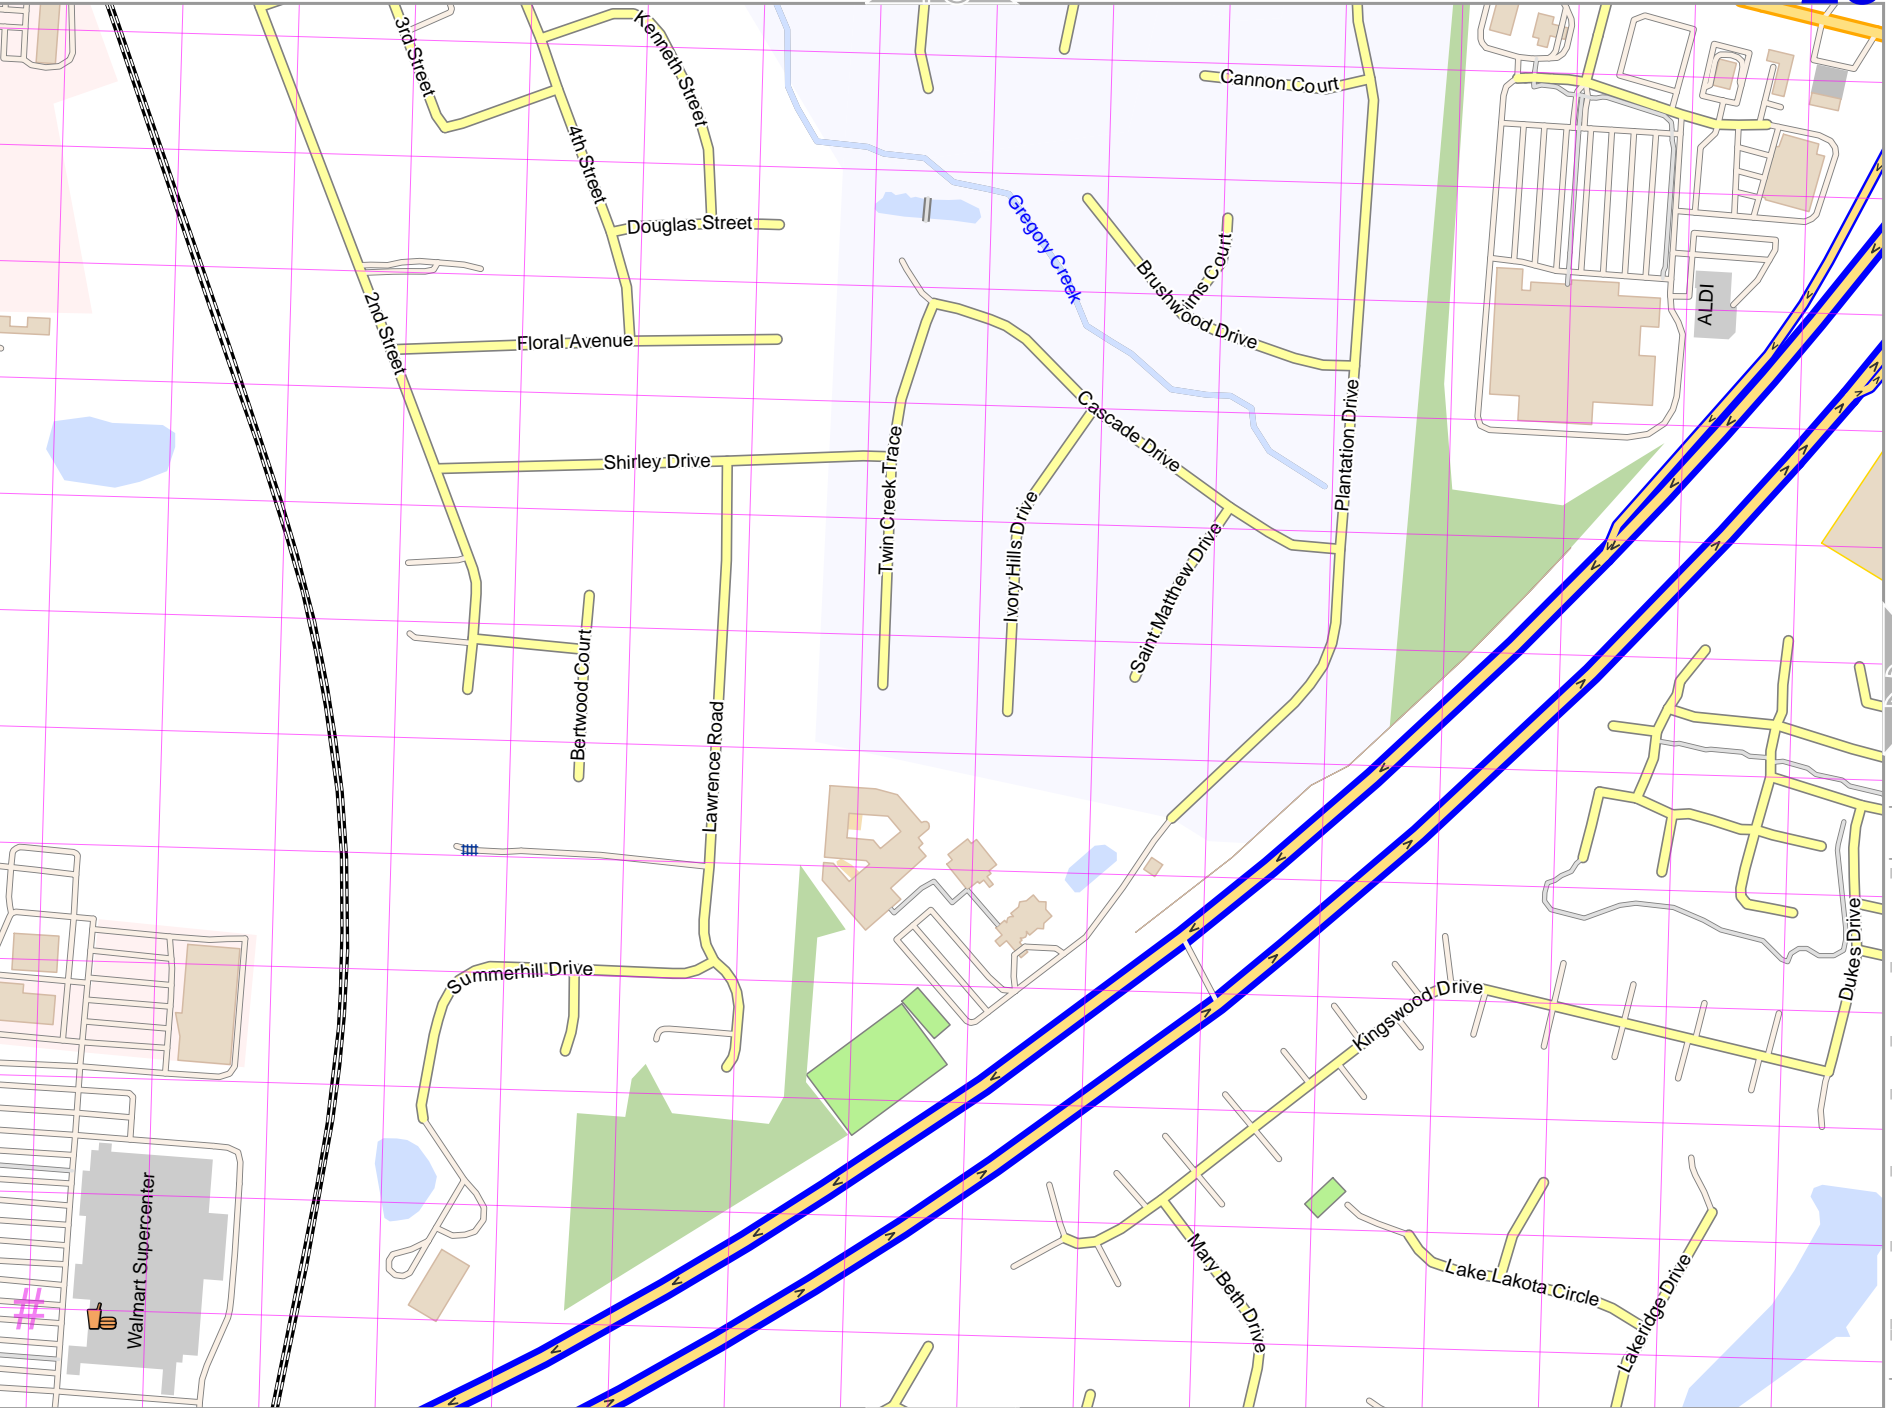 3rd Street
Kenneth Street
Cannon Court
4th Street
Douglas Street
Gregory Creek
Brushwood Drive
ims Court
2nd Street
Floral Avenue
ALDI
Cascade Drive
Plantation Drive
Shirley Drive
Twin Creek Trace
Ivory Hills Drive
Saint Matthew Drive
Bertwood Court
Lawrence Road
Summerhill Drive
Dukes Drive
Kingswood Drive
Walmart Supercenter
#
Mary Beth Drive
Lake Lakota Circle
Lakeridge Drive